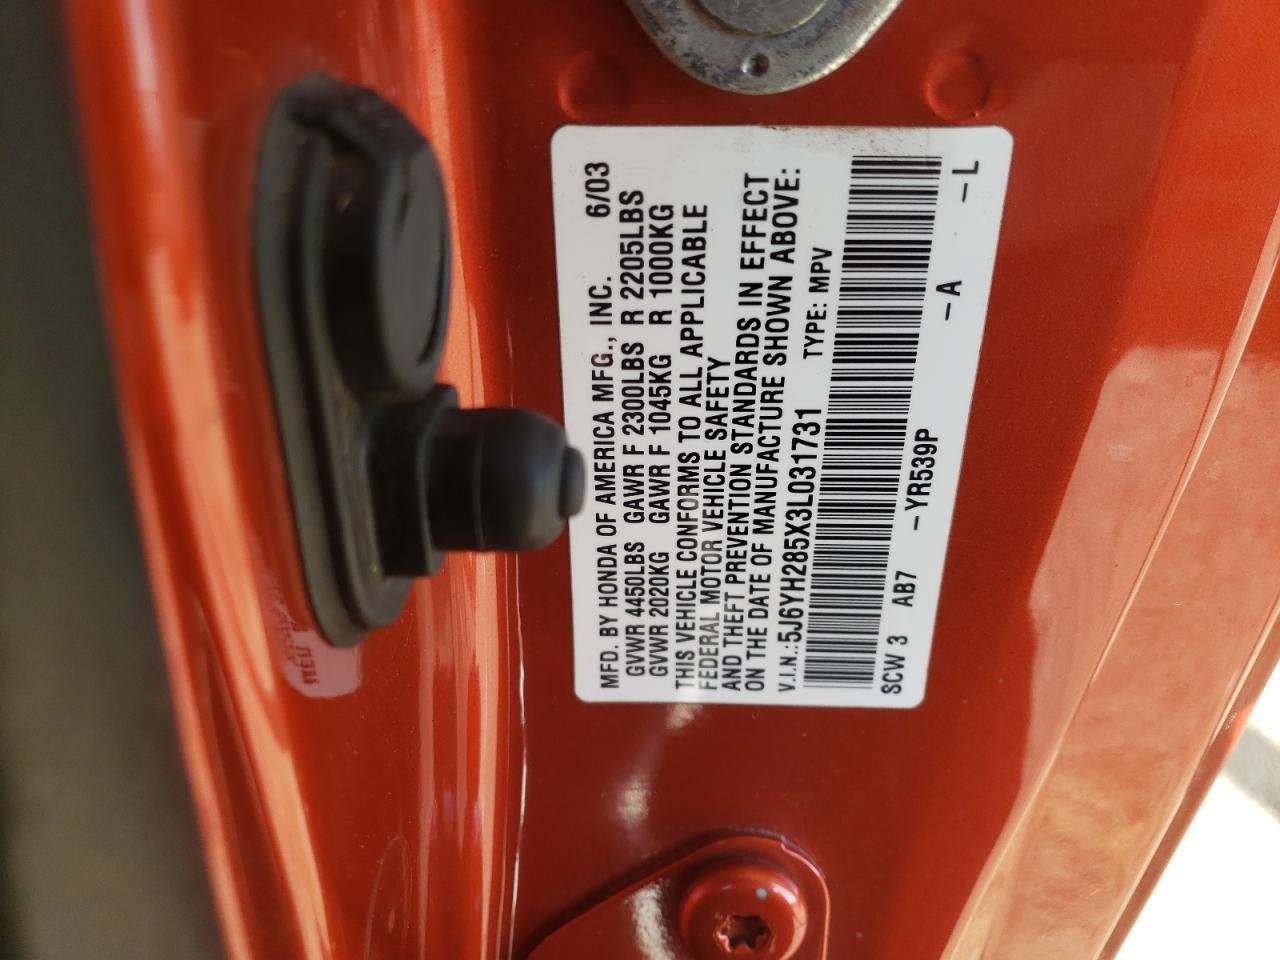 MFD. BY HONDA OF AMERICA MFG., INC. 6/03
GVWR 4450LBS GAWR F 2300LBS R 2205LBS
GVWR 2020KG GAWR F 1045KG R 1000KG
THIS VEHICLE CONFORMS TO ALL APPLICABLE
FEDERAL MOTOR VEHICLE SAFETY
AND THEFT PREVENTION STANDARDS IN EFFECT
ON THE DATE OF MANUFACTURE SHOWN ABOVE:
V.I.N.:5J6YH285X3L031731 TYPE: MPV
SCW 3 AB7 –YR539P –A –L